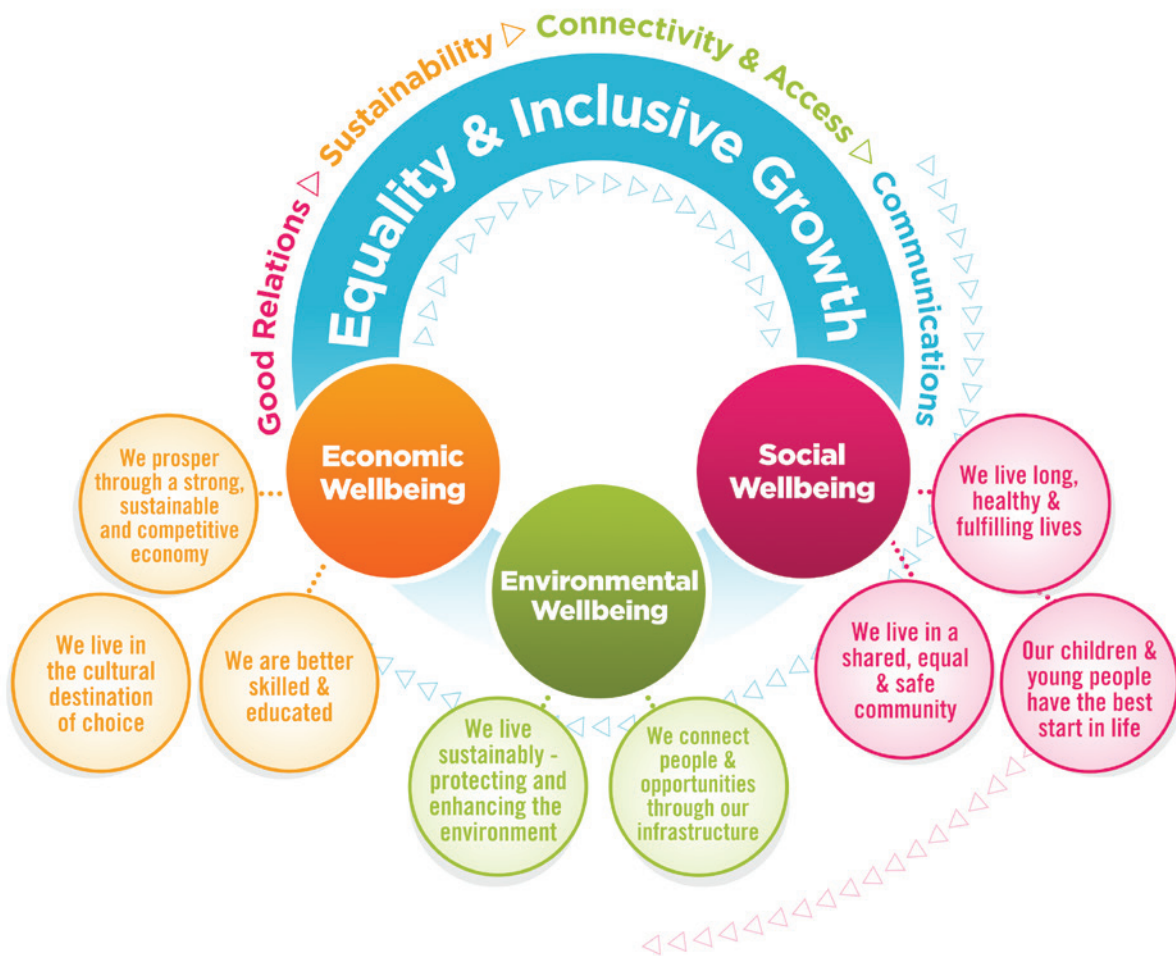 Good Relations
Sustainability
Connectivity & Access
Communications
Equality & Inclusive Growth
Economic
Wellbeing
We prosper
through a strong,
sustainable
and competitive
economy
We live in
the cultural
destination
of choice
We are better
skilled &
educated
Environmental
Wellbeing
We live
sustainably -
protecting and
enhancing the
environment
We connect
people &
opportunities
through our
infrastructure
Social
Wellbeing
We live long,
healthy &
fulfilling lives
We live in a
shared, equal
& safe
community
Our children &
young people
have the best
start in life